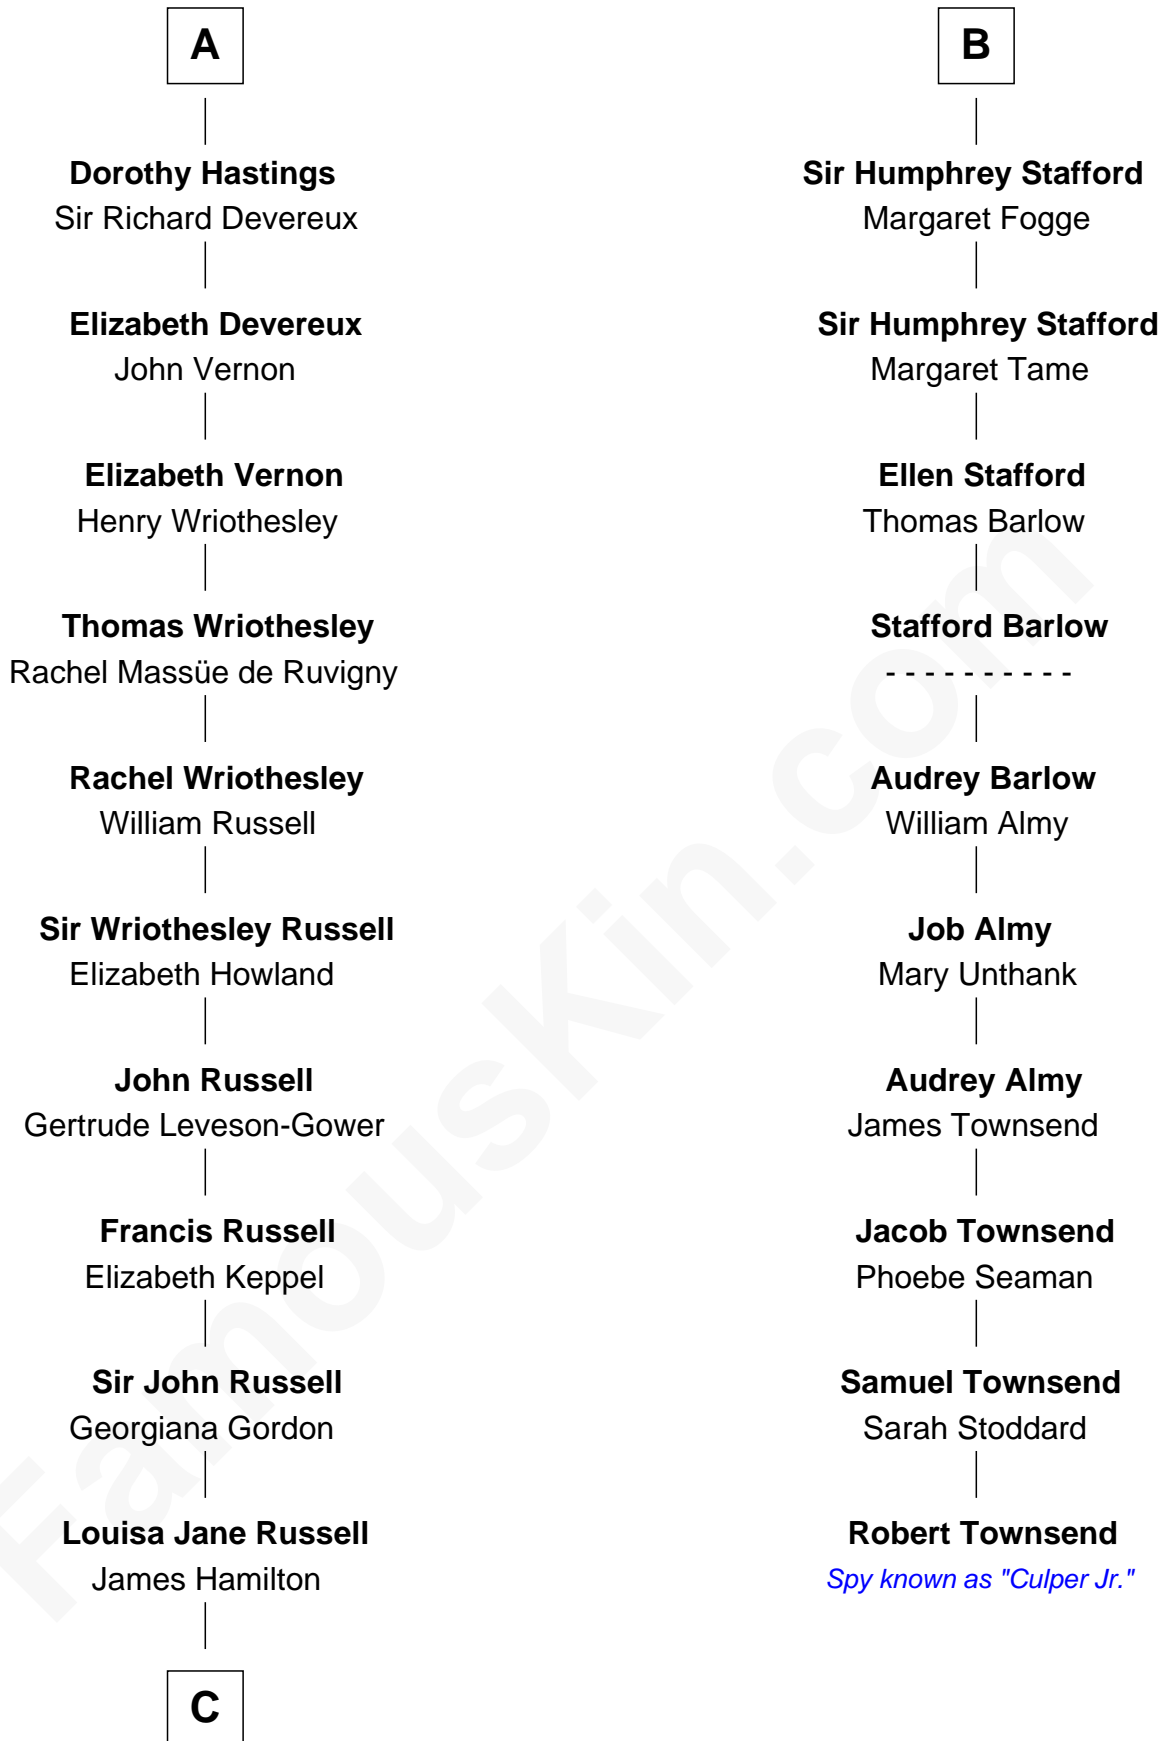 A
Dorothy Hastings
Sir Richard Devereux
Elizabeth Devereux
John Vernon
Elizabeth Vernon
Henry Wriothesley
Thomas Wriothesley
Rachel Massüe de Ruvigny
Rachel Wriothesley
William Russell
Sir Wriothesley Russell
Elizabeth Howland
John Russell
Gertrude Leveson-Gower
Francis Russell
Elizabeth Keppel
Sir John Russell
Georgiana Gordon
Louisa Jane Russell
James Hamilton
C
B
Sir Humphrey Stafford
Margaret Fogge
Sir Humphrey Stafford
Margaret Tame
Ellen Stafford
Thomas Barlow
Stafford Barlow
- - - - - - - - - -
Audrey Barlow
William Almy
Job Almy
Mary Unthank
Audrey Almy
James Townsend
Jacob Townsend
Phoebe Seaman
Samuel Townsend
Sarah Stoddard
Robert Townsend
Spy known as "Culper Jr."
FamousKin.com